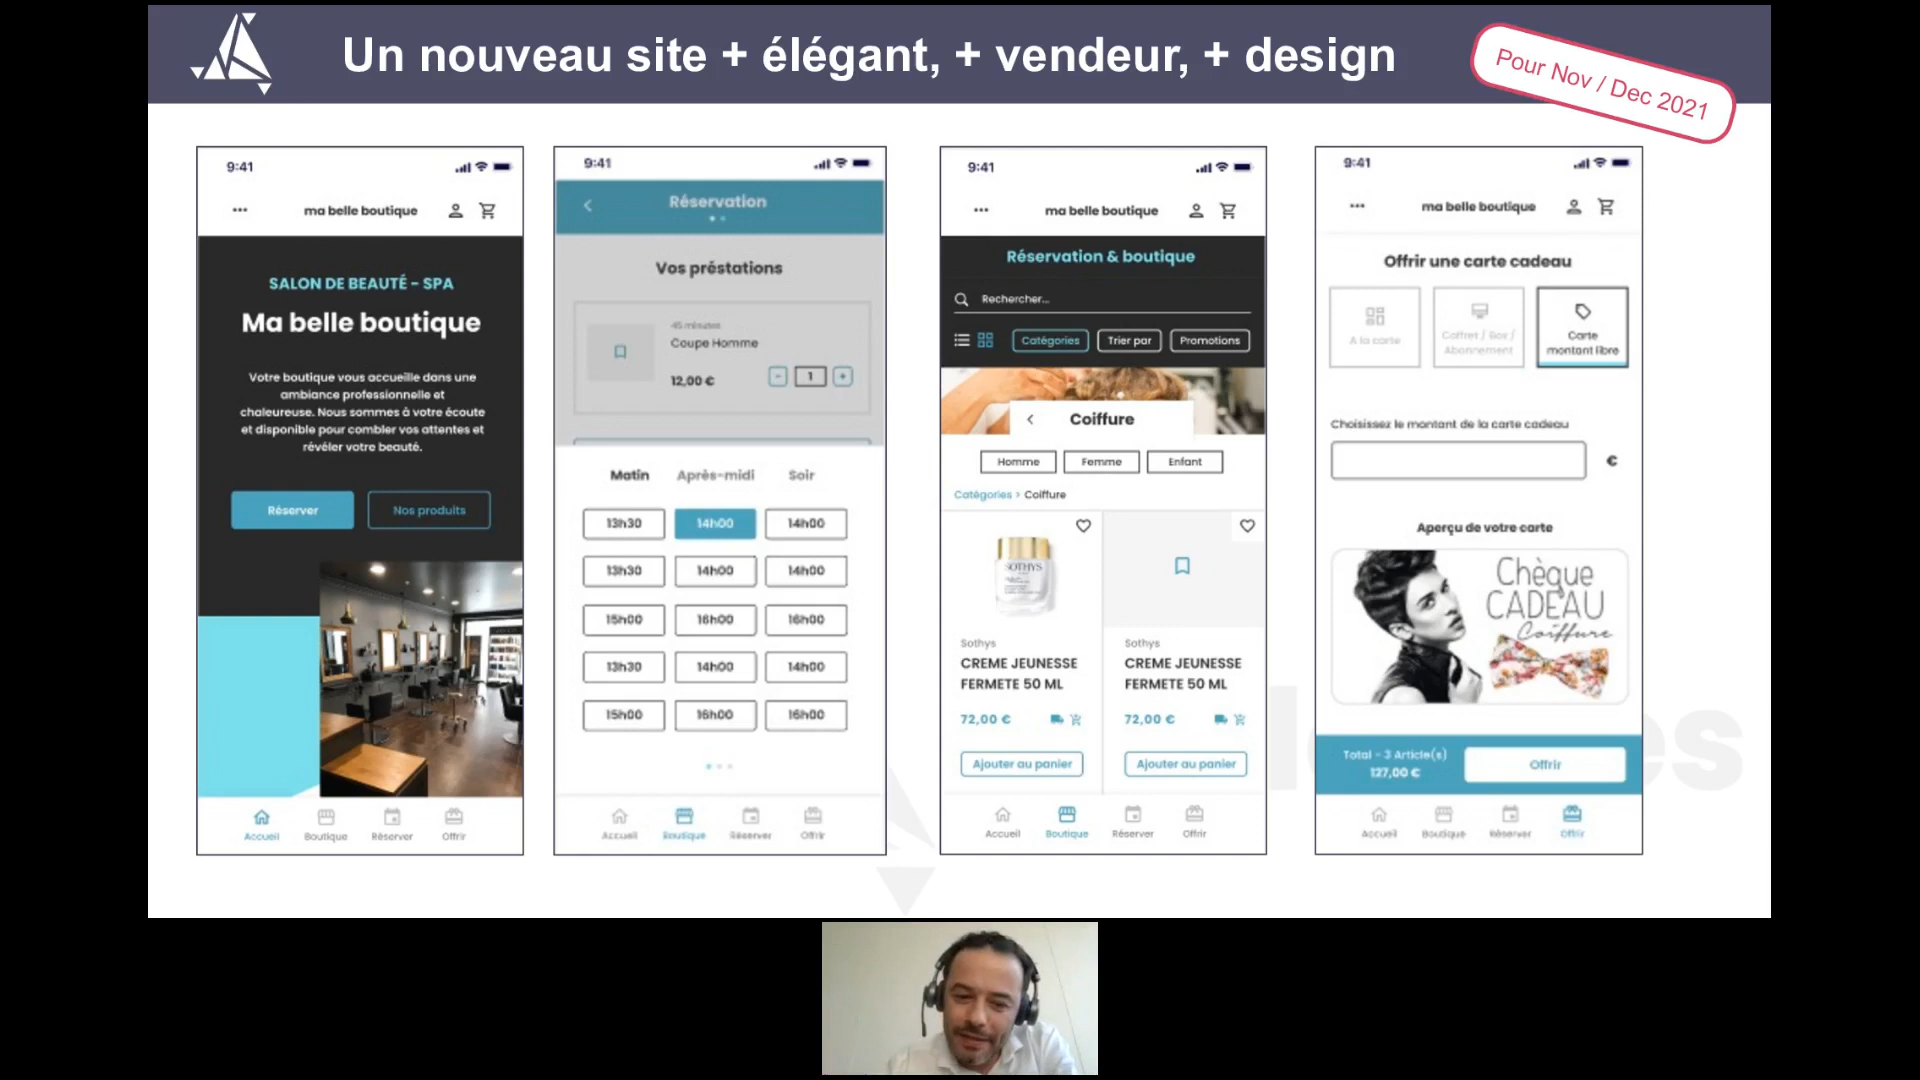 Un nouveau site + élégant, + vendeur, + design
Pour Nov / Dec 2021
9:41
ma belle boutique
SALON DE BEAUTÉ - SPA
Ma belle boutique
Votre boutique vous accueille dans une
ambiance professionnelle et
chaleureuse. Nous sommes à votre écoute
et disponible pour combler vos attentes et
révéler votre beauté.
Réserver
Nos produits
Accueil
Boutique
Réserver
Offrir
9:41
Réservation
Vos préstations
45 minutes
Coupe Homme
12,00 €
- 1 +
Matin Après-midi Soir
13h30 14h00 14h00
13h30 14h00 14h00
15h00 16h00 16h00
13h30 14h00 14h00
15h00 16h00 16h00
Accueil
Boutique
Réserver
Offrir
9:41
ma belle boutique
Réservation & boutique
Rechercher...
Catégories
Trier par
Promotions
Coiffure
Homme
Femme
Enfant
Catégories > Coiffure
SOTHYS
Sothys
CREME JEUNESSE
FERMETE 50 ML
72,00 €
Ajouter au panier
Sothys
CREME JEUNESSE
FERMETE 50 ML
72,00 €
Ajouter au panier
Accueil
Boutique
Réserver
Offrir
9:41
ma belle boutique
Offrir une carte cadeau
A la carte
Coffret / Box /
Abonnement
Carte
montant libre
Choisissez le montant de la carte cadeau
€
Aperçu de votre carte
Chèque
CADEAU
Coiffure
Total - 3 Article(s)
127,00 €
Offrir
Accueil
Boutique
Réserver
Offrir